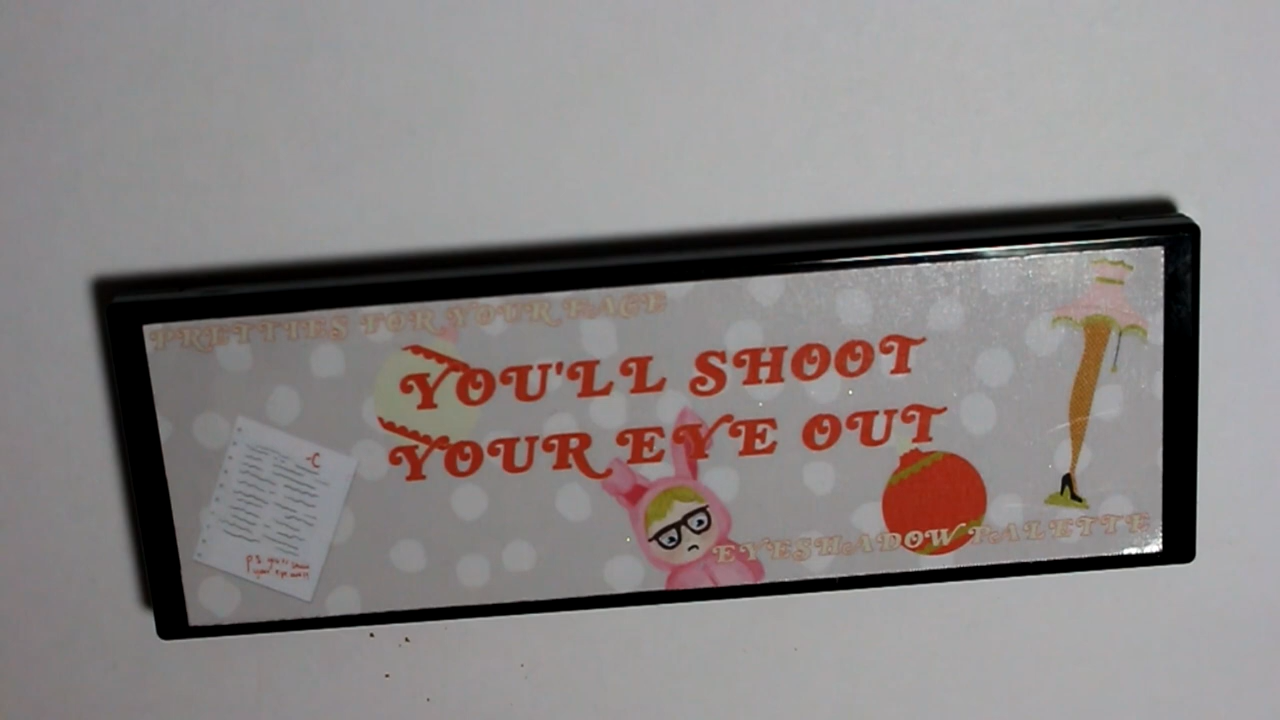 PRETTIES FOR YOUR FACE
YOU'LL SHOOT
YOUR EYE OUT
-C
EYESHADOW PALETTE